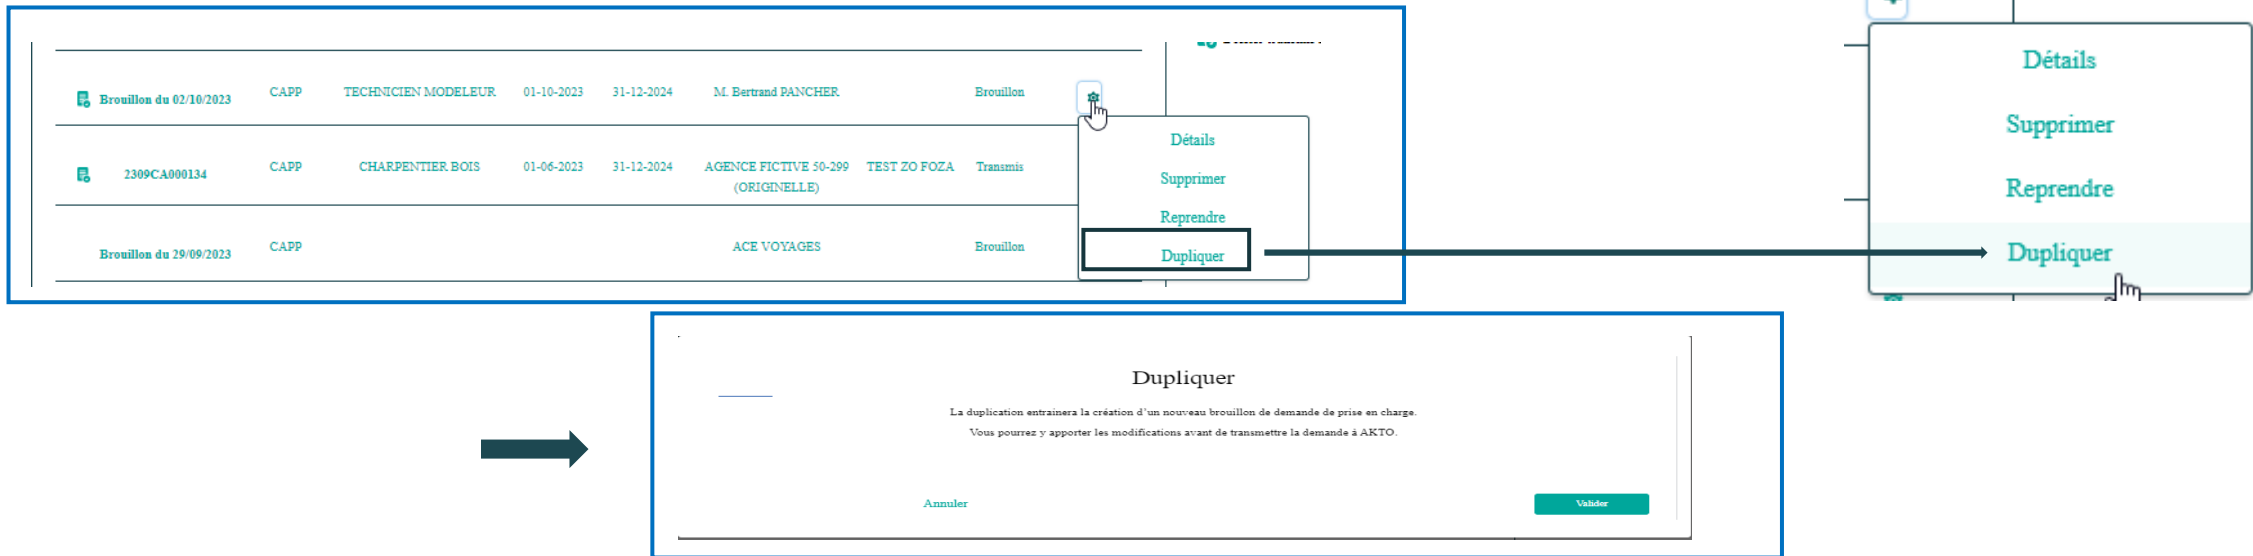 Brouillon du 02/10/2023 CAPP TECHNICIEN MODELEUR 01-10-2023 31-12-2024 M. Bertrand PANCHER Brouillon
2309CA000134 CAPP CHARPENTIER BOIS 01-06-2023 31-12-2024 AGENCE FICTIVE 50-299 TEST ZO FOZA Transmis
(ORIGINELLE)
Brouillon du 29/09/2023 CAPP ACE VOYAGES Brouillon
Détails
Supprimer
Reprendre
Dupliquer
Détails
Supprimer
Reprendre
Dupliquer
Dupliquer
La duplication entrainera la création d’un nouveau brouillon de demande de prise en charge.
Vous pourrez y apporter les modifications avant de transmettre la demande à AKTO.
Annuler
Valider